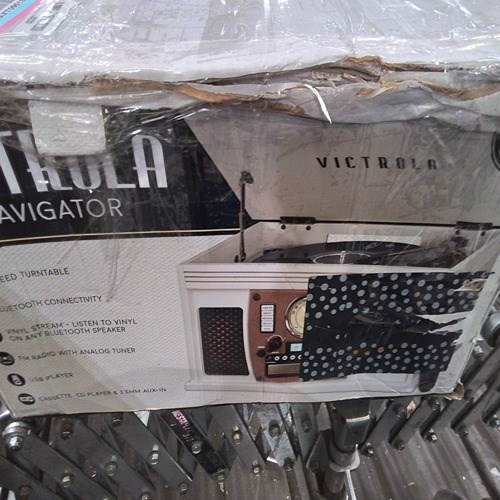 TROLA
AVIGATOR
VICTROLA
EED TURNTABLE
UETOOTH CONNECTIVITY
VINYL STREAM - LISTEN TO VINYL
ON ANY BLUETOOTH SPEAKER
FM RADIO WITH ANALOG TUNER
USB PLAYER
CASSETTE, CD PLAYER & 3.5MM AUX-IN